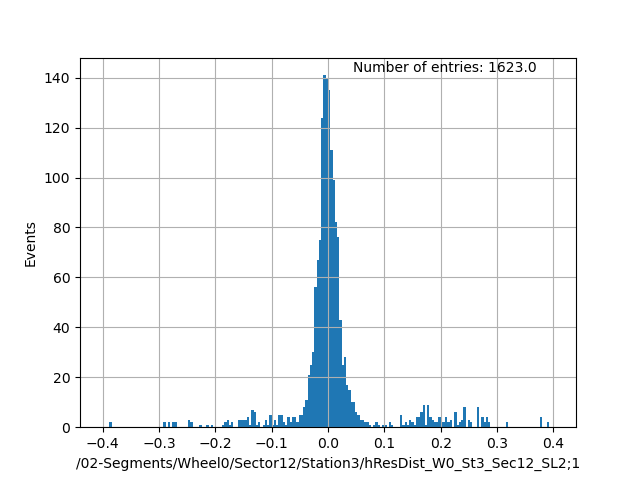 Number of entries: 1623.0
140
120
100
80
60
40
20
0
Events
−0.4 −0.3 −0.2 −0.1 0.0 0.1 0.2 0.3 0.4
/02-Segments/Wheel0/Sector12/Station3/hResDist_W0_St3_Sec12_SL2;1